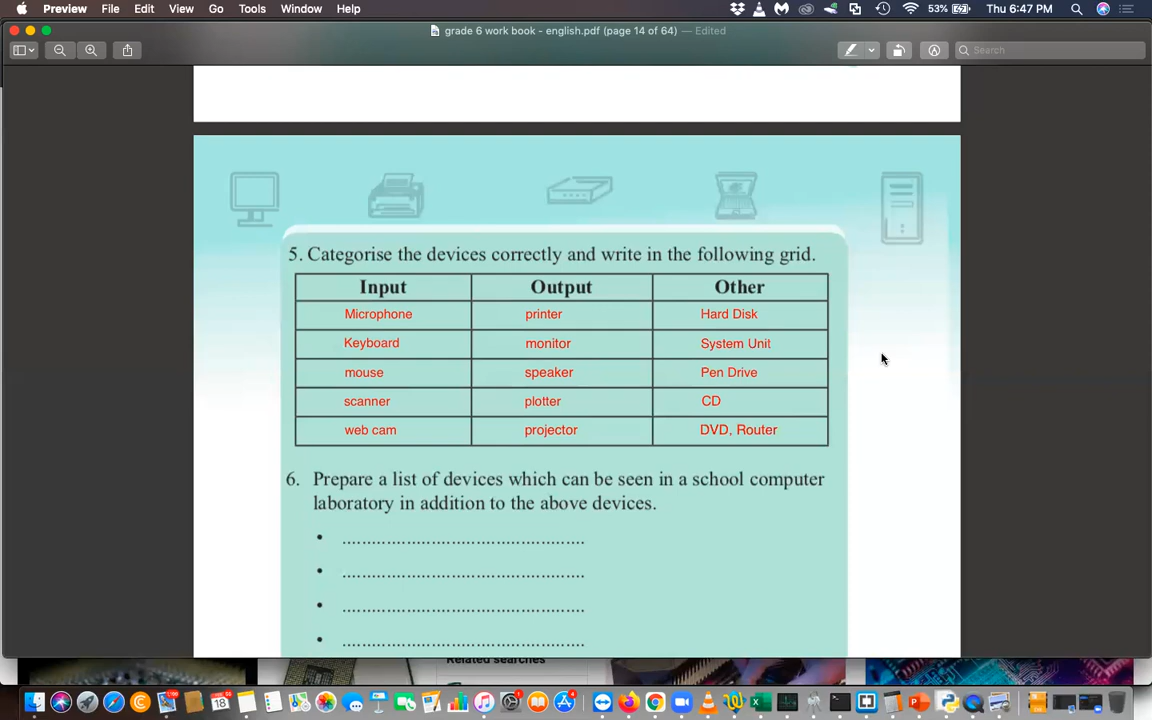 Preview File Edit View Go Tools Window Help 53% Thu 6:47 PM
grade 6 work book - english.pdf (page 14 of 64) — Edited
Search
5. Categorise the devices correctly and write in the following grid.
Input Output Other
Microphone printer Hard Disk
Keyboard monitor System Unit
mouse speaker Pen Drive
scanner plotter CD
web cam projector DVD, Router
6. Prepare a list of devices which can be seen in a school computer
laboratory in addition to the above devices.
• ..................................................
• ..................................................
• ..................................................
• ..................................................
Related searches